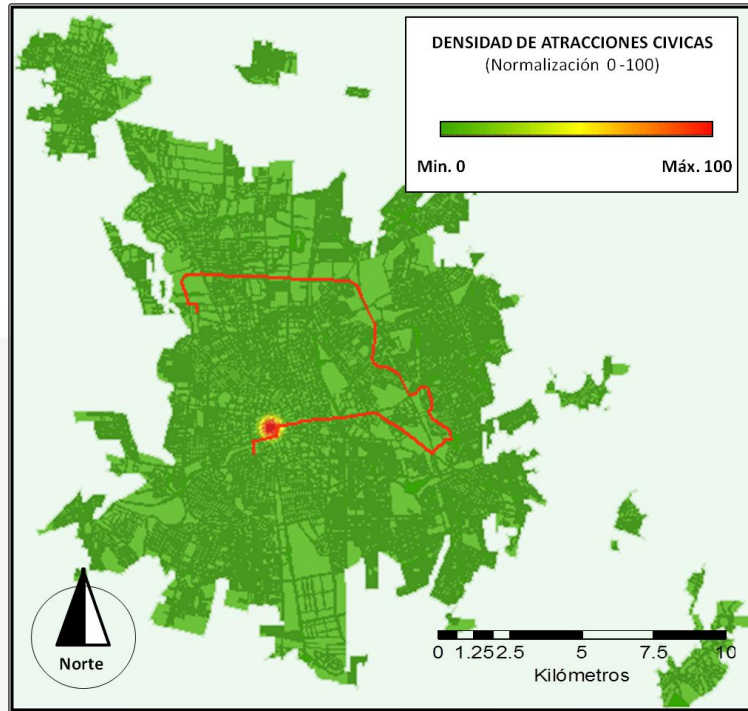 DENSIDAD DE ATRACCIONES CIVICAS
(Normalización 0 -100)
Min. 0 Máx. 100
Norte
0 1.25 2.5 5 7.5 10
Kilómetros